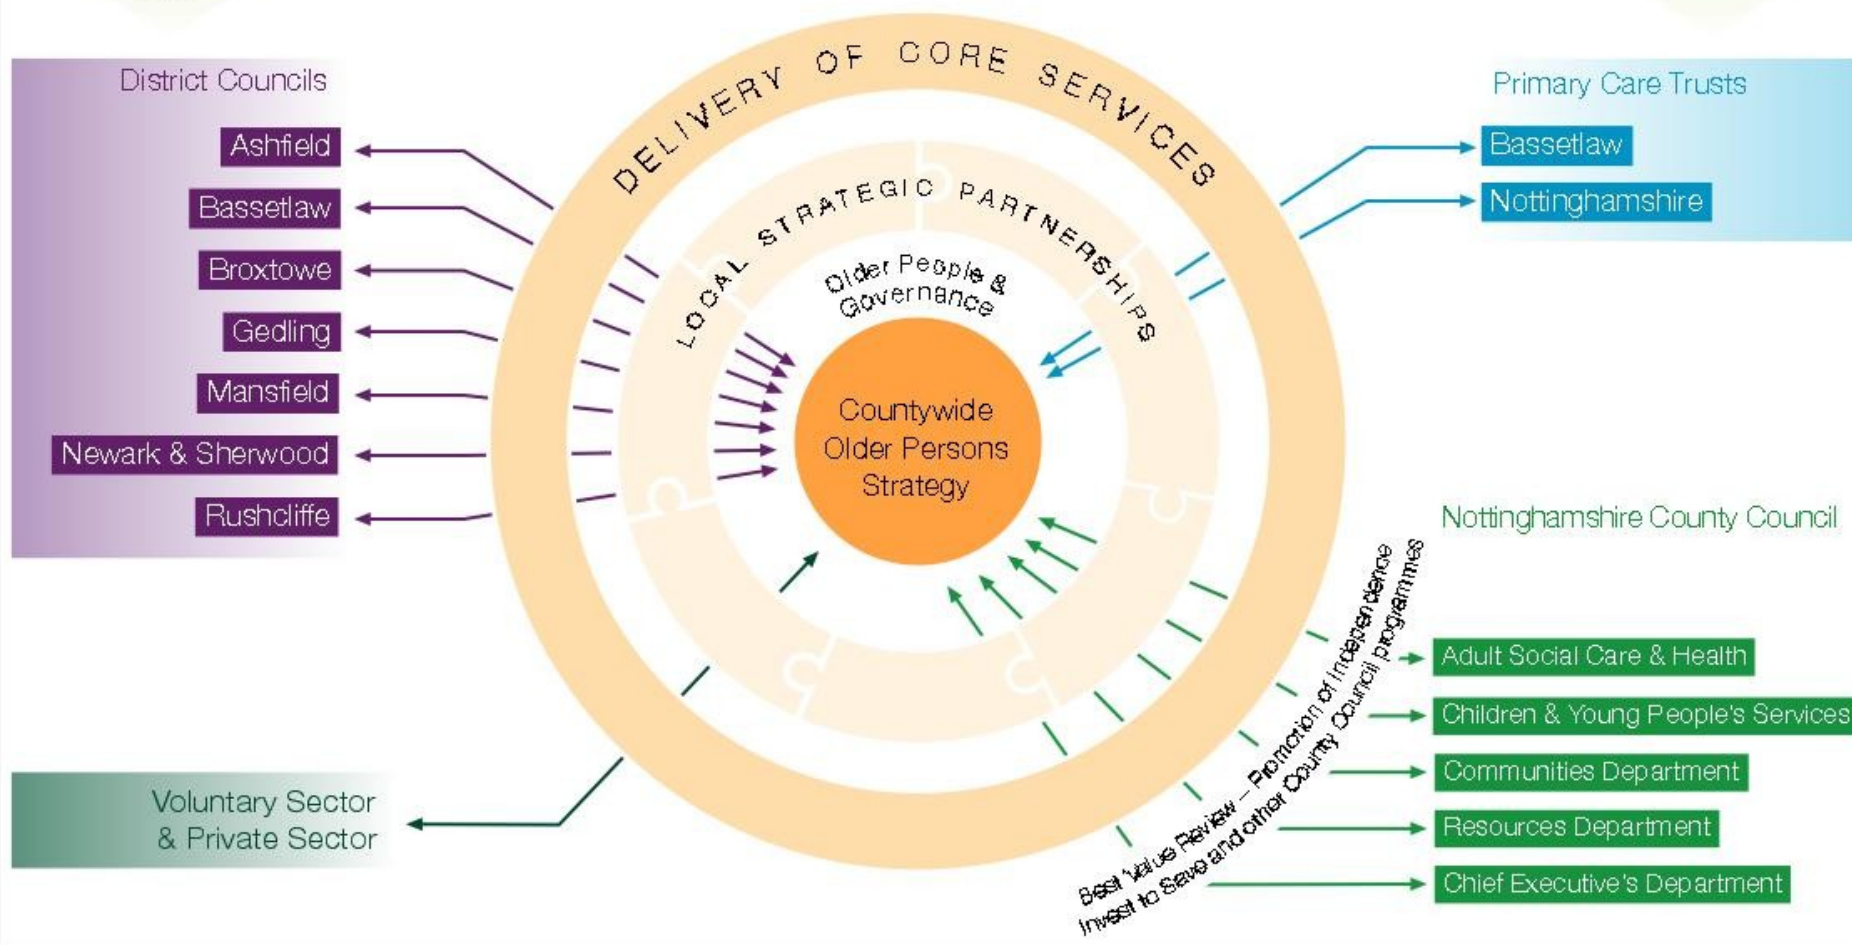 District Councils
Ashfield
Bassetlaw
Broxtowe
Gedling
Mansfield
Newark & Sherwood
Rushcliffe
Voluntary Sector
& Private Sector
DELIVERY OF CORE SERVICES
LOCAL STRATEGIC PARTNERSHIPS
Older People &
Governance
Countywide
Older Persons
Strategy
Primary Care Trusts
Bassetlaw
Nottinghamshire
Nottinghamshire County Council
Best Value Review – Promotion of Independence
Invest to Save and other County Council programmes
Adult Social Care & Health
Children & Young People's Services
Communities Department
Resources Department
Chief Executive's Department